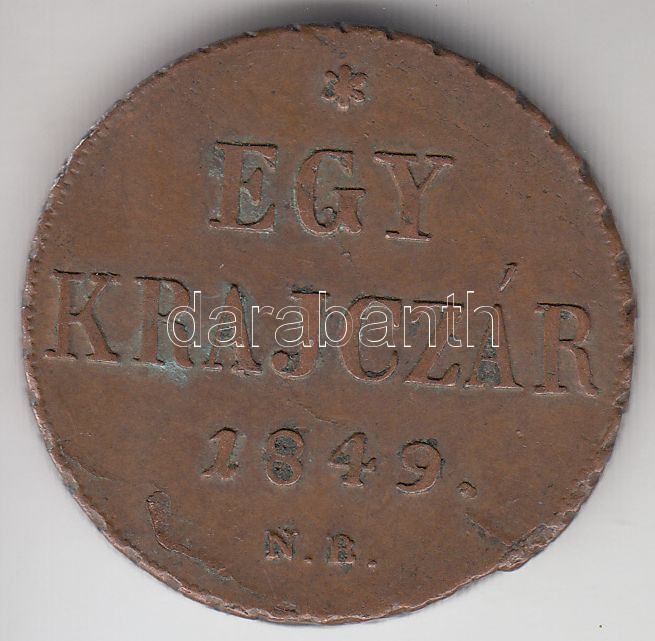 *
EGY
KRAJCZÁR
darabanth
1849.
N.B.